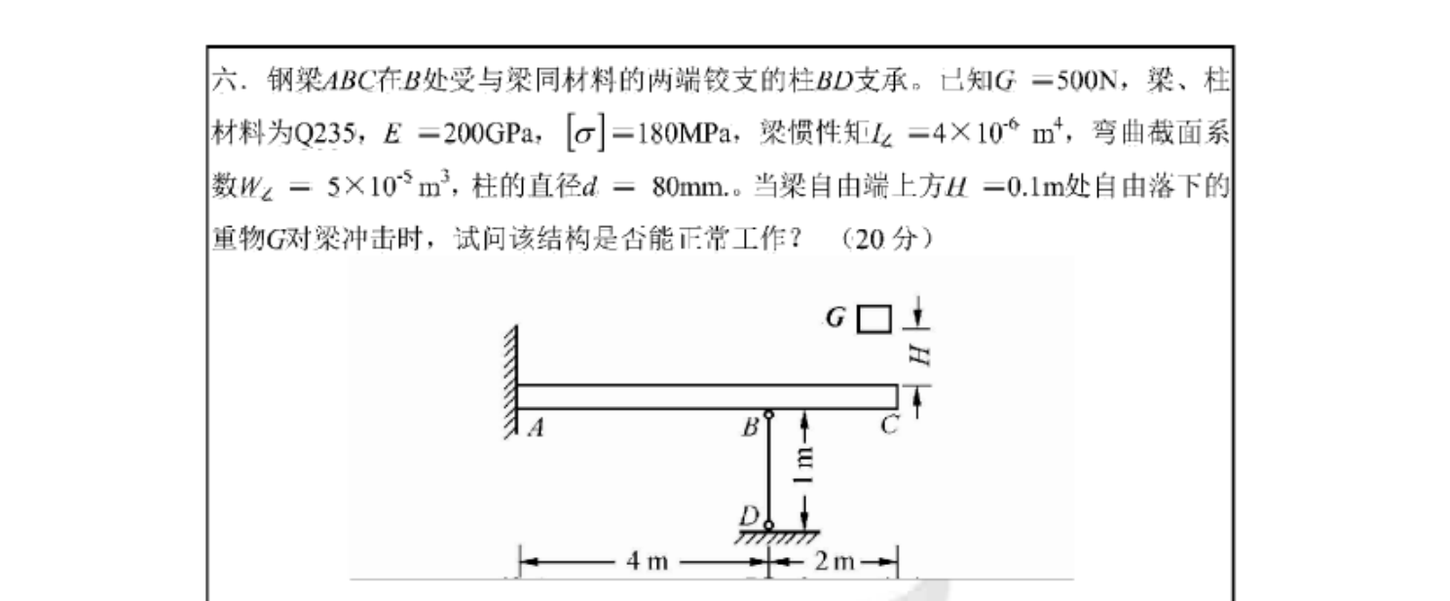 六．钢梁ABC在B处受与梁同材料的两端铰支的柱BD支承。已知G =500N，梁、柱
材料为Q235，E =200GPa，[σ]=180MPa，梁惯性矩I∠ =4×10⁻⁶ m⁴，弯曲截面系
数W∠ = 5×10⁻⁵ m³，柱的直径d = 80mm.。当梁自由端上方H =0.1m处自由落下的
重物G对梁冲击时，试问该结构是否能正常工作？ （20 分）
G
H
A
B
C
1 m
D
4 m
2 m